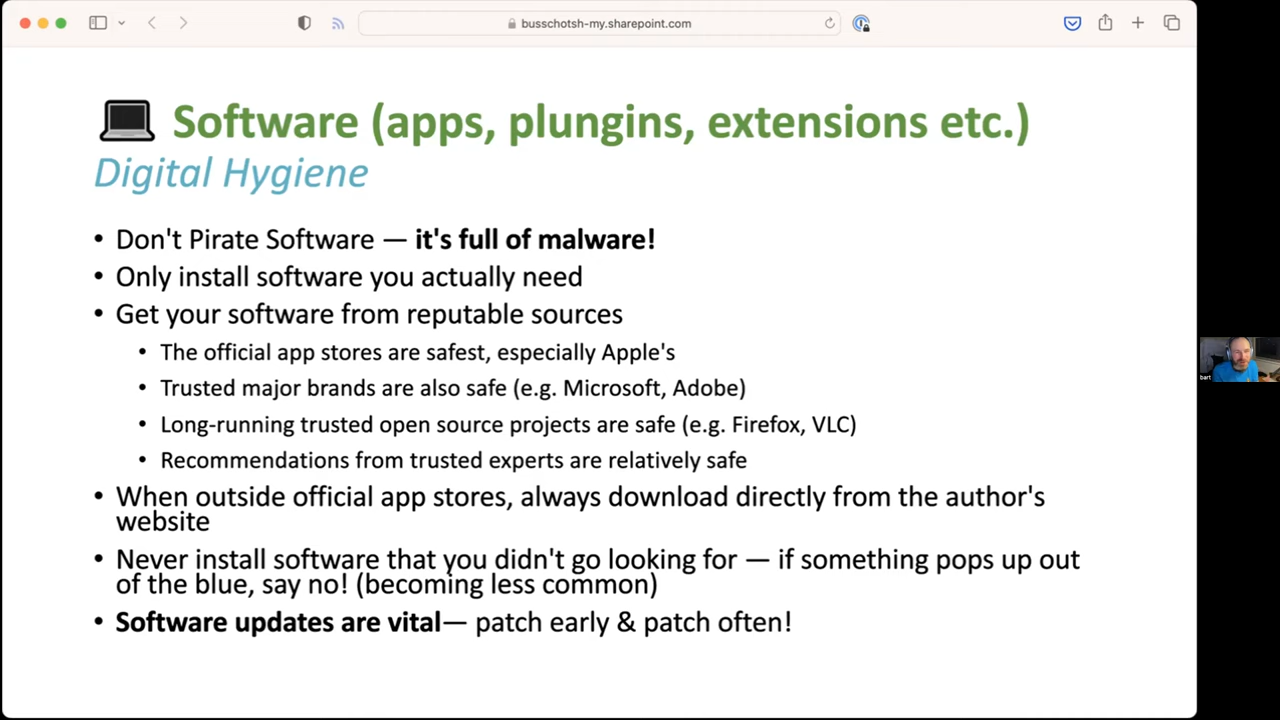 busschotsh-my.sharepoint.com
Software (apps, plungins, extensions etc.)
Digital Hygiene
• Don't Pirate Software — it's full of malware!
• Only install software you actually need
• Get your software from reputable sources
• The official app stores are safest, especially Apple's
• Trusted major brands are also safe (e.g. Microsoft, Adobe)
• Long-running trusted open source projects are safe (e.g. Firefox, VLC)
• Recommendations from trusted experts are relatively safe
• When outside official app stores, always download directly from the author's
website
• Never install software that you didn't go looking for — if something pops up out
of the blue, say no! (becoming less common)
• Software updates are vital— patch early & patch often!
bart